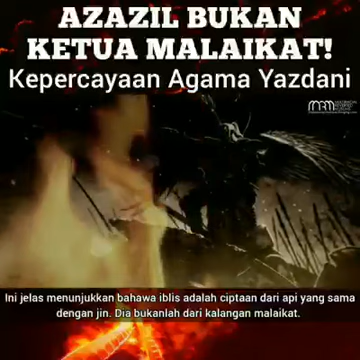 AZAZIL BUKAN
KETUA MALAIKAT!
Kepercayaan Agama Yazdani
Ini jelas menunjukkan bahawa iblis adalah ciptaan dari api yang sama
dengan jin. Dia bukanlah dari kalangan malaikat.